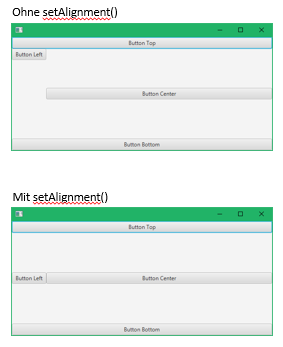 Ohne setAlignment()
Button Top
Button Left
Button Center
Button Bottom
Mit setAlignment()
Button Top
Button Left Button Center
Button Bottom